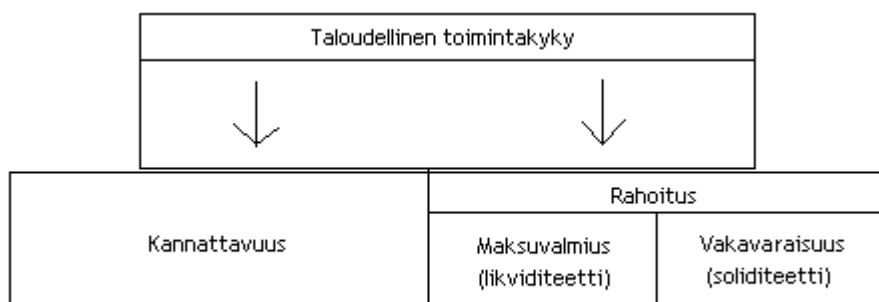 Taloudellinen toimintakyky
Rahoitus
Kannattavuus
Maksuvalmius
(likviditeetti)
Vakavaraisuus
(soliditeetti)